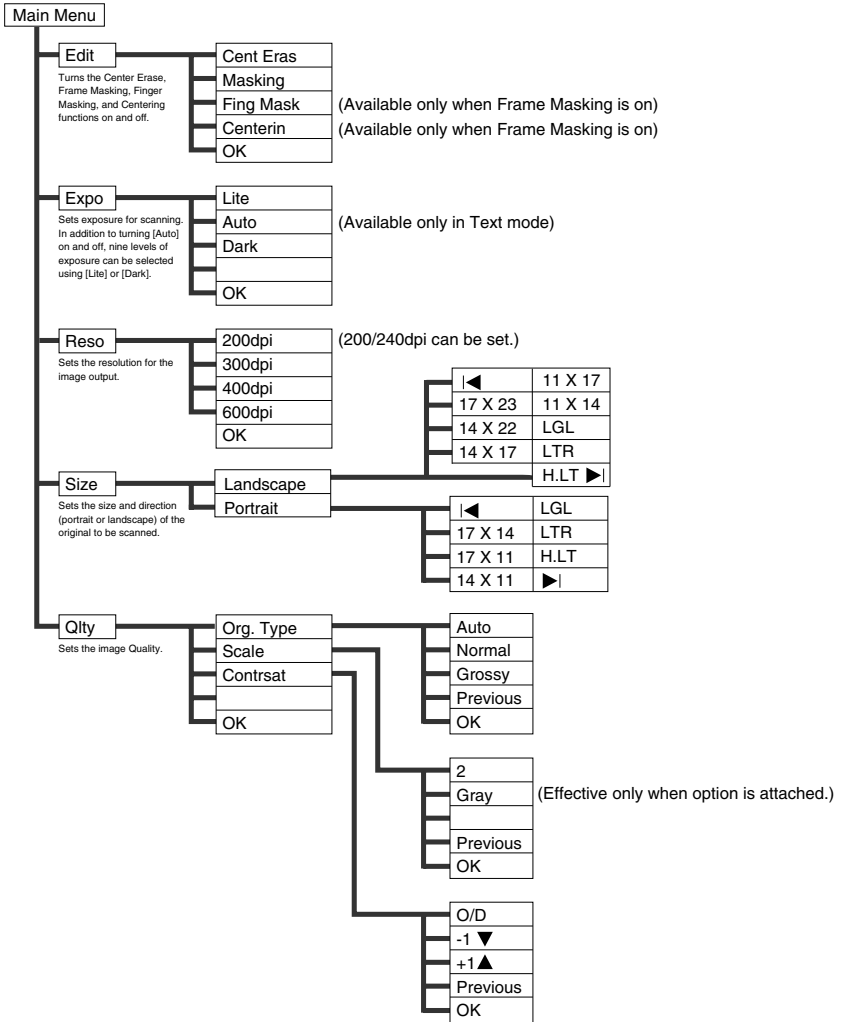 Main Menu
Edit
Turns the Center Erase,
Frame Masking, Finger
Masking, and Centering
functions on and off.
Cent Eras
Masking
Fing Mask (Available only when Frame Masking is on)
Centerin (Available only when Frame Masking is on)
OK
Expo
Sets exposure for scanning.
In addition to turning [Auto]
on and off, nine levels of
exposure can be selected
using [Lite] or [Dark].
Lite
Auto (Available only in Text mode)
Dark
OK
Reso
Sets the resolution for the
image output.
200dpi (200/240dpi can be set.)
300dpi
400dpi
600dpi
OK
Size
Sets the size and direction
(portrait or landscape) of the
original to be scanned.
Landscape
Portrait
|◀ 11 X 17
17 X 23 11 X 14
14 X 22 LGL
14 X 17 LTR
H.LT ▶|
|◀ LGL
17 X 14 LTR
17 X 11 H.LT
14 X 11 ▶|
Qlty
Sets the image Quality.
Org. Type
Scale
Contrsat
OK
Auto
Normal
Grossy
Previous
OK
2
Gray (Effective only when option is attached.)
Previous
OK
O/D
-1 ▼
+1▲
Previous
OK